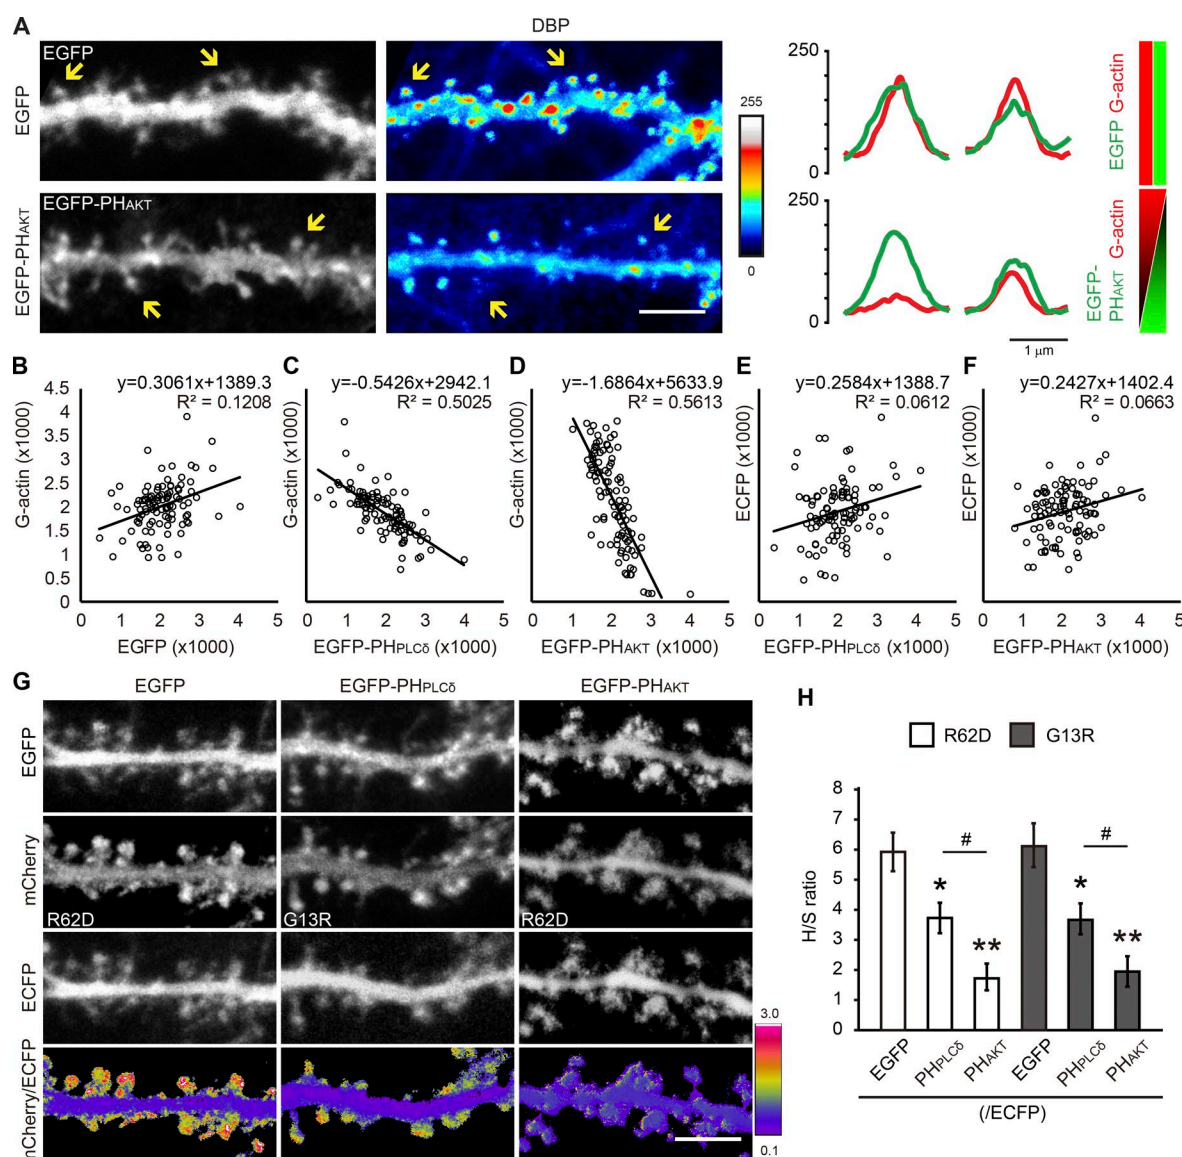 A
DBP
EGFP
EGFP
EGFP-PHAKT
EGFP-PHAKT
255
0
250
0
EGFP G-actin
250
0
EGFP-
PHAKT G-actin
1 μm
B
y=0.3061x+1389.3
R² = 0.1208
G-actin (x1000)
4.5
4
3.5
3
2.5
2
1.5
1
0
0 1 2 3 4 5
EGFP (x1000)
C
y=-0.5426x+2942.1
R² = 0.5025
G-actin (x1000)
0 1 2 3 4 5
EGFP-PHPLCδ (x1000)
D
y=-1.6864x+5633.9
R² = 0.5613
G-actin (x1000)
0 1 2 3 4 5
EGFP-PHAKT (x1000)
E
y=0.2584x+1388.7
R² = 0.0612
ECFP (x1000)
0 1 2 3 4 5
EGFP-PHPLCδ (x1000)
F
y=0.2427x+1402.4
R² = 0.0663
ECFP (x1000)
0 1 2 3 4 5
EGFP-PHAKT (x1000)
G
EGFP EGFP-PHPLCδ EGFP-PHAKT
EGFP
mCherry
R62D G13R R62D
ECFP
mCherry/ECFP
3.0
0.1
H
R62D G13R
H/S ratio
8
7
6
5
4
3
2
1
0
# #
* *
** **
EGFP PHPLCδ PHAKT EGFP PHPLCδ PHAKT
(/ECFP)